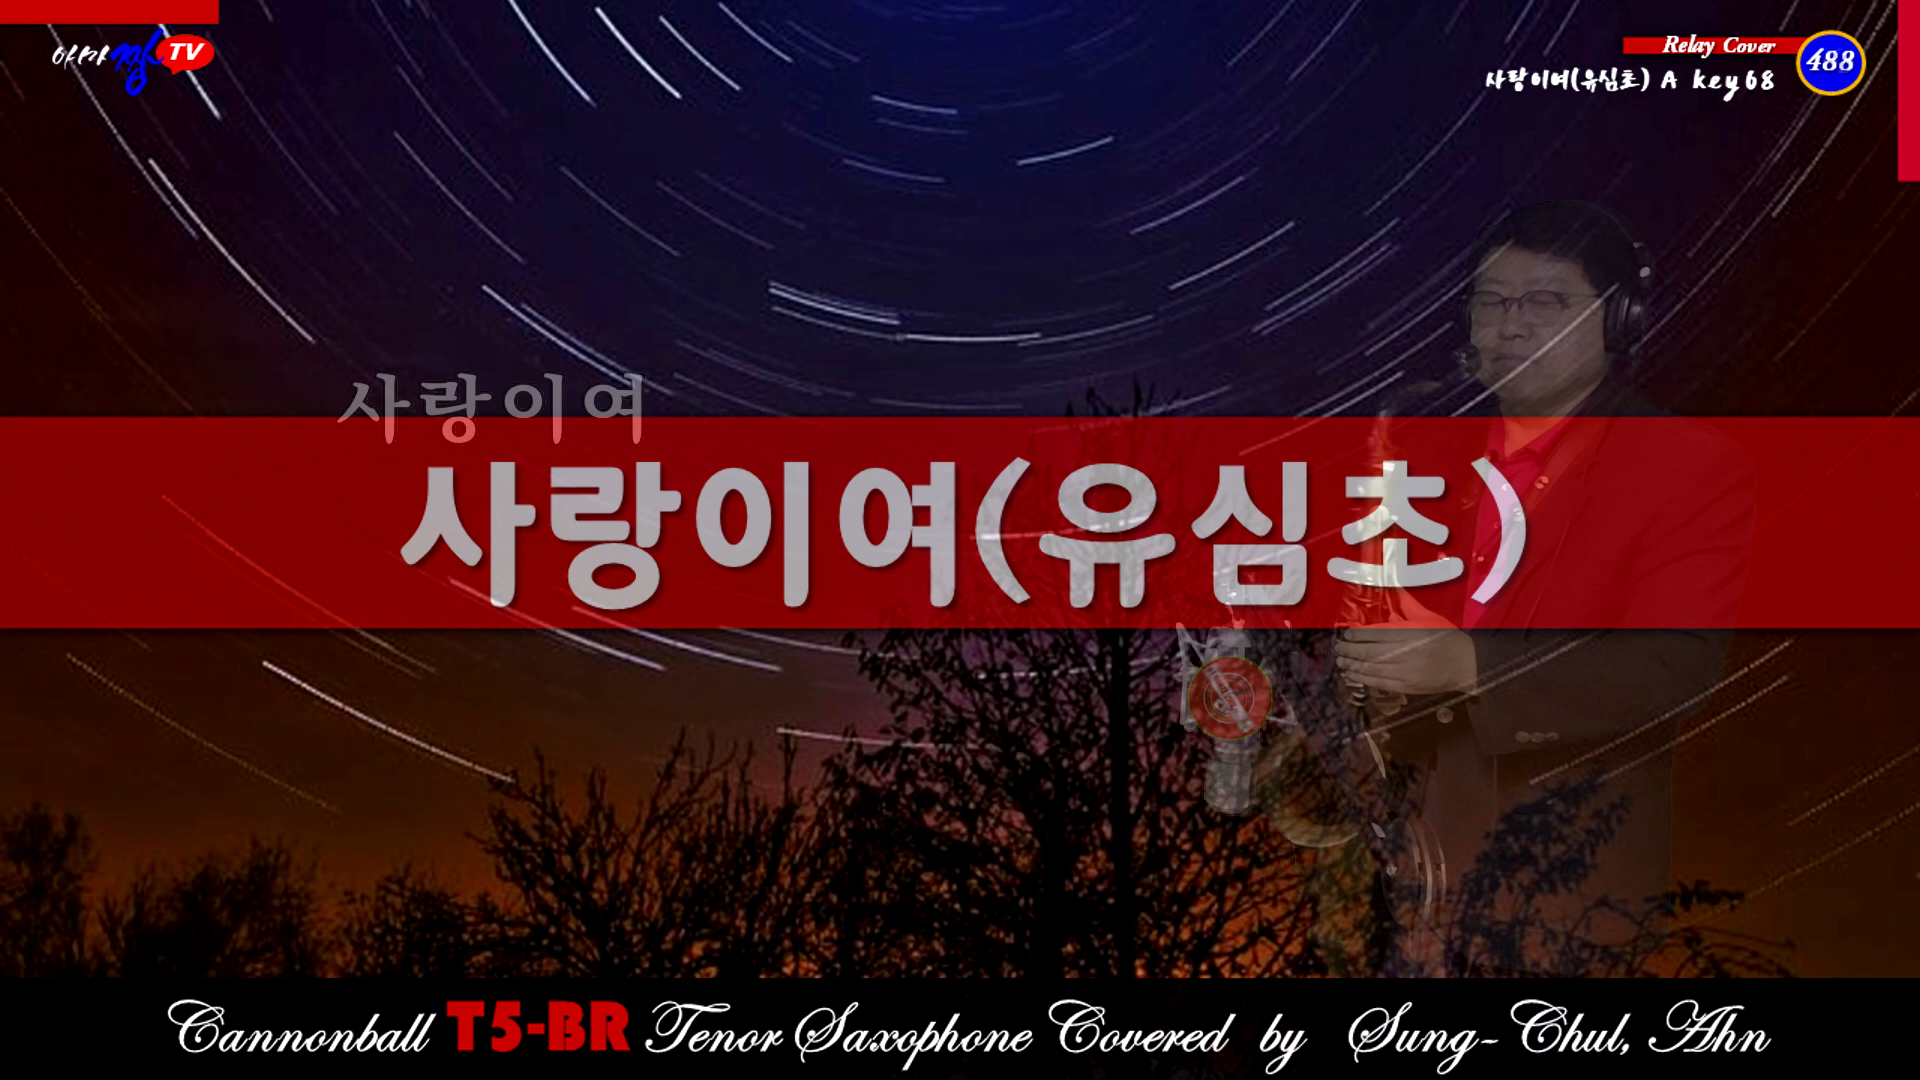 아마짱TV
Relay Cover
488
사랑이여(유심초) A key68
사랑이여
사랑이여(유심초)
Cannonball T5-BR Tenor Saxophone Covered by Sung-Chul, Ahn